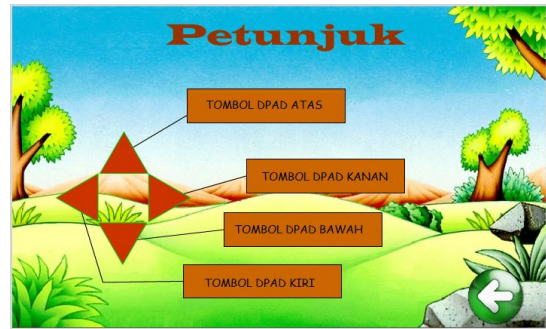 Petunjuk
TOMBOL DPAD ATAS
TOMBOL DPAD KANAN
TOMBOL DPAD BAWAH
TOMBOL DPAD KIRI